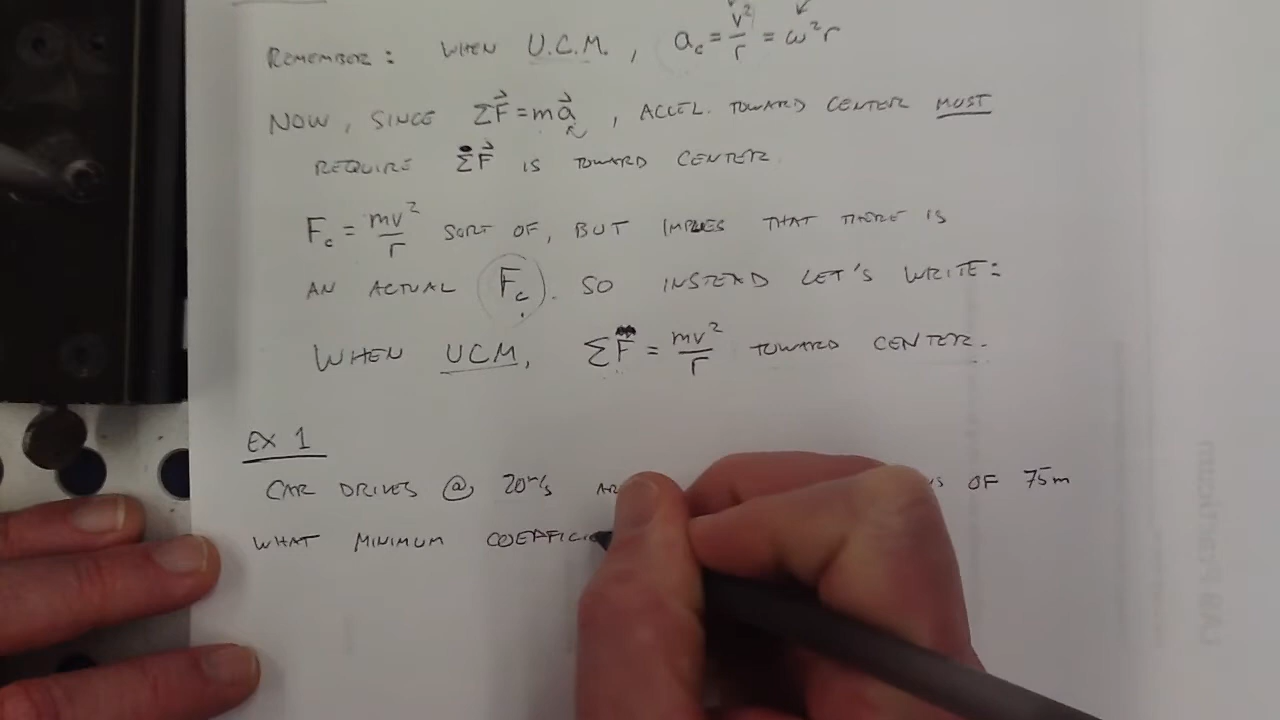 REMEMBER: WHEN U.C.M., a_c = v²/r = ω²r
NOW, SINCE ΣF⃗ = ma⃗, ACCEL. TOWARD CENTER MUST
REQUIRE ΣF⃗ IS TOWARD CENTER
F_c = mv²/r SORT OF, BUT IMPLIES THAT THERE IS
AN ACTUAL F_c. SO INSTEAD LET'S WRITE:
WHEN UCM, ΣF = mv²/r TOWARD CENTER.
EX 1
CAR DRIVES @ 20m/s OF 75m
WHAT MINIMUM